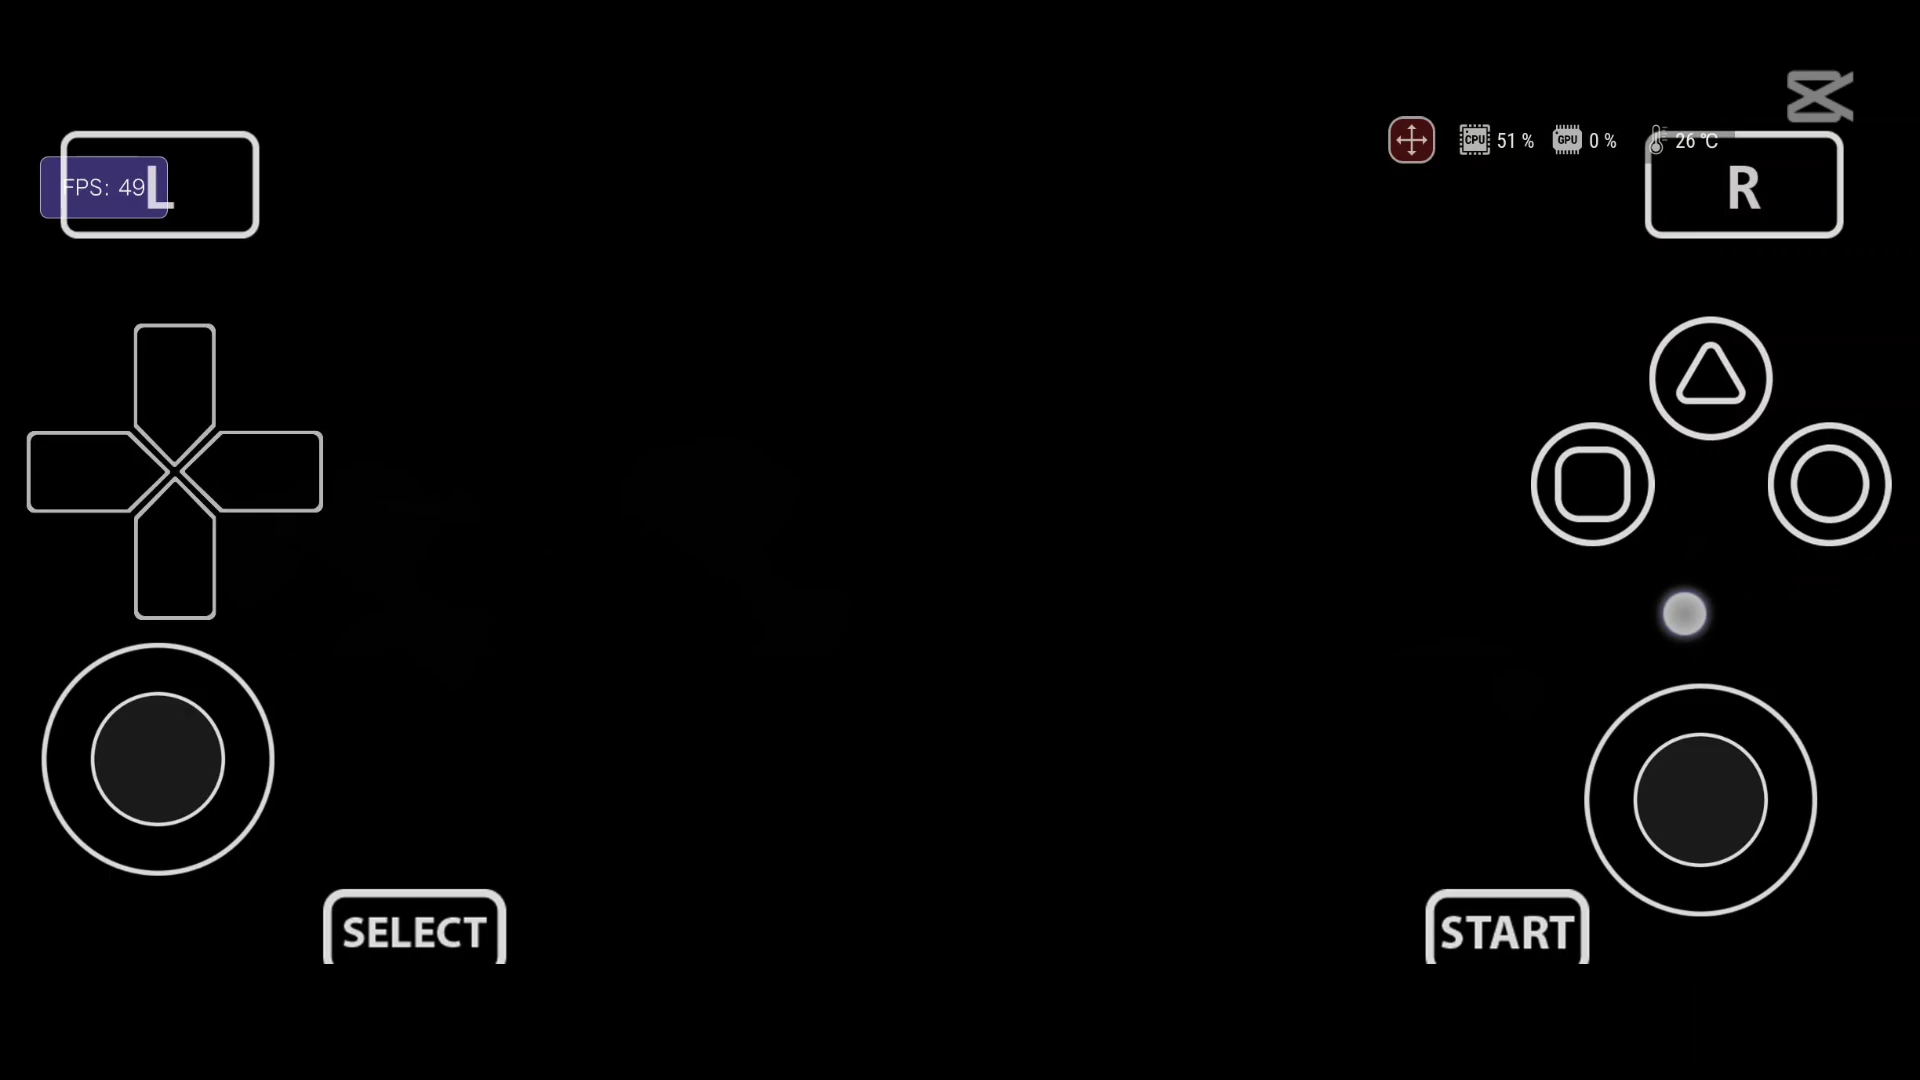 CPU 51 % GPU 0 % 26 °C
FPS: 49 L
R
SELECT
START